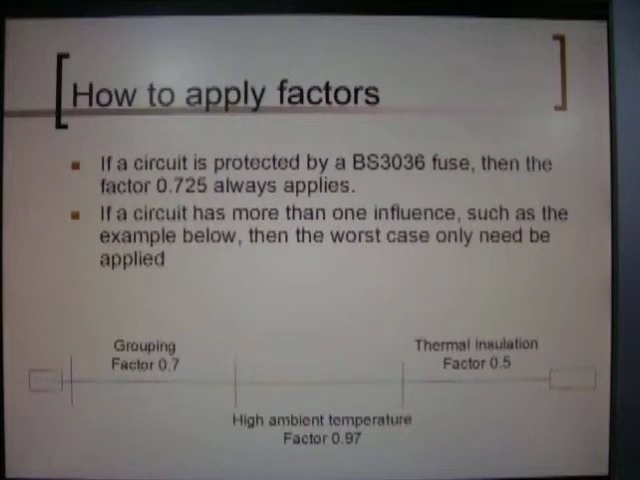 How to apply factors
If a circuit is protected by a BS3036 fuse, then the
factor 0.725 always applies.
If a circuit has more than one influence, such as the
example below, then the worst case only need be
applied
Grouping
Factor 0.7
Thermal Insulation
Factor 0.5
High ambient temperature
Factor 0.97